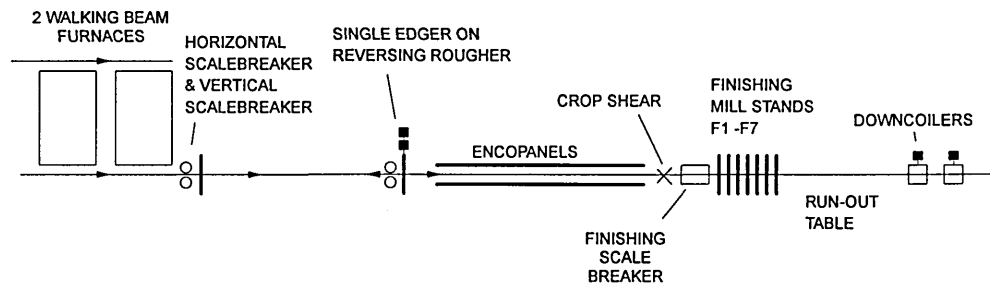 2 WALKING BEAM
FURNACES
HORIZONTAL
SCALEBREAKER
& VERTICAL
SCALEBREAKER
SINGLE EDGER ON
REVERSING ROUGHER
ENCOPANELS
CROP SHEAR
FINISHING
SCALE
BREAKER
FINISHING
MILL STANDS
F1 -F7
RUN-OUT
TABLE
DOWNCOILERS